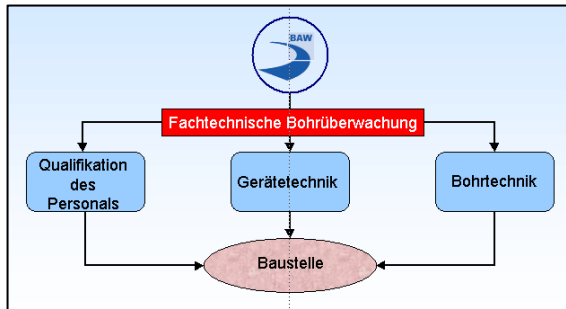 BAW
Fachtechnische Bohrüberwachung
Qualifikation
des
Personals
Gerätetechnik
Bohrtechnik
Baustelle